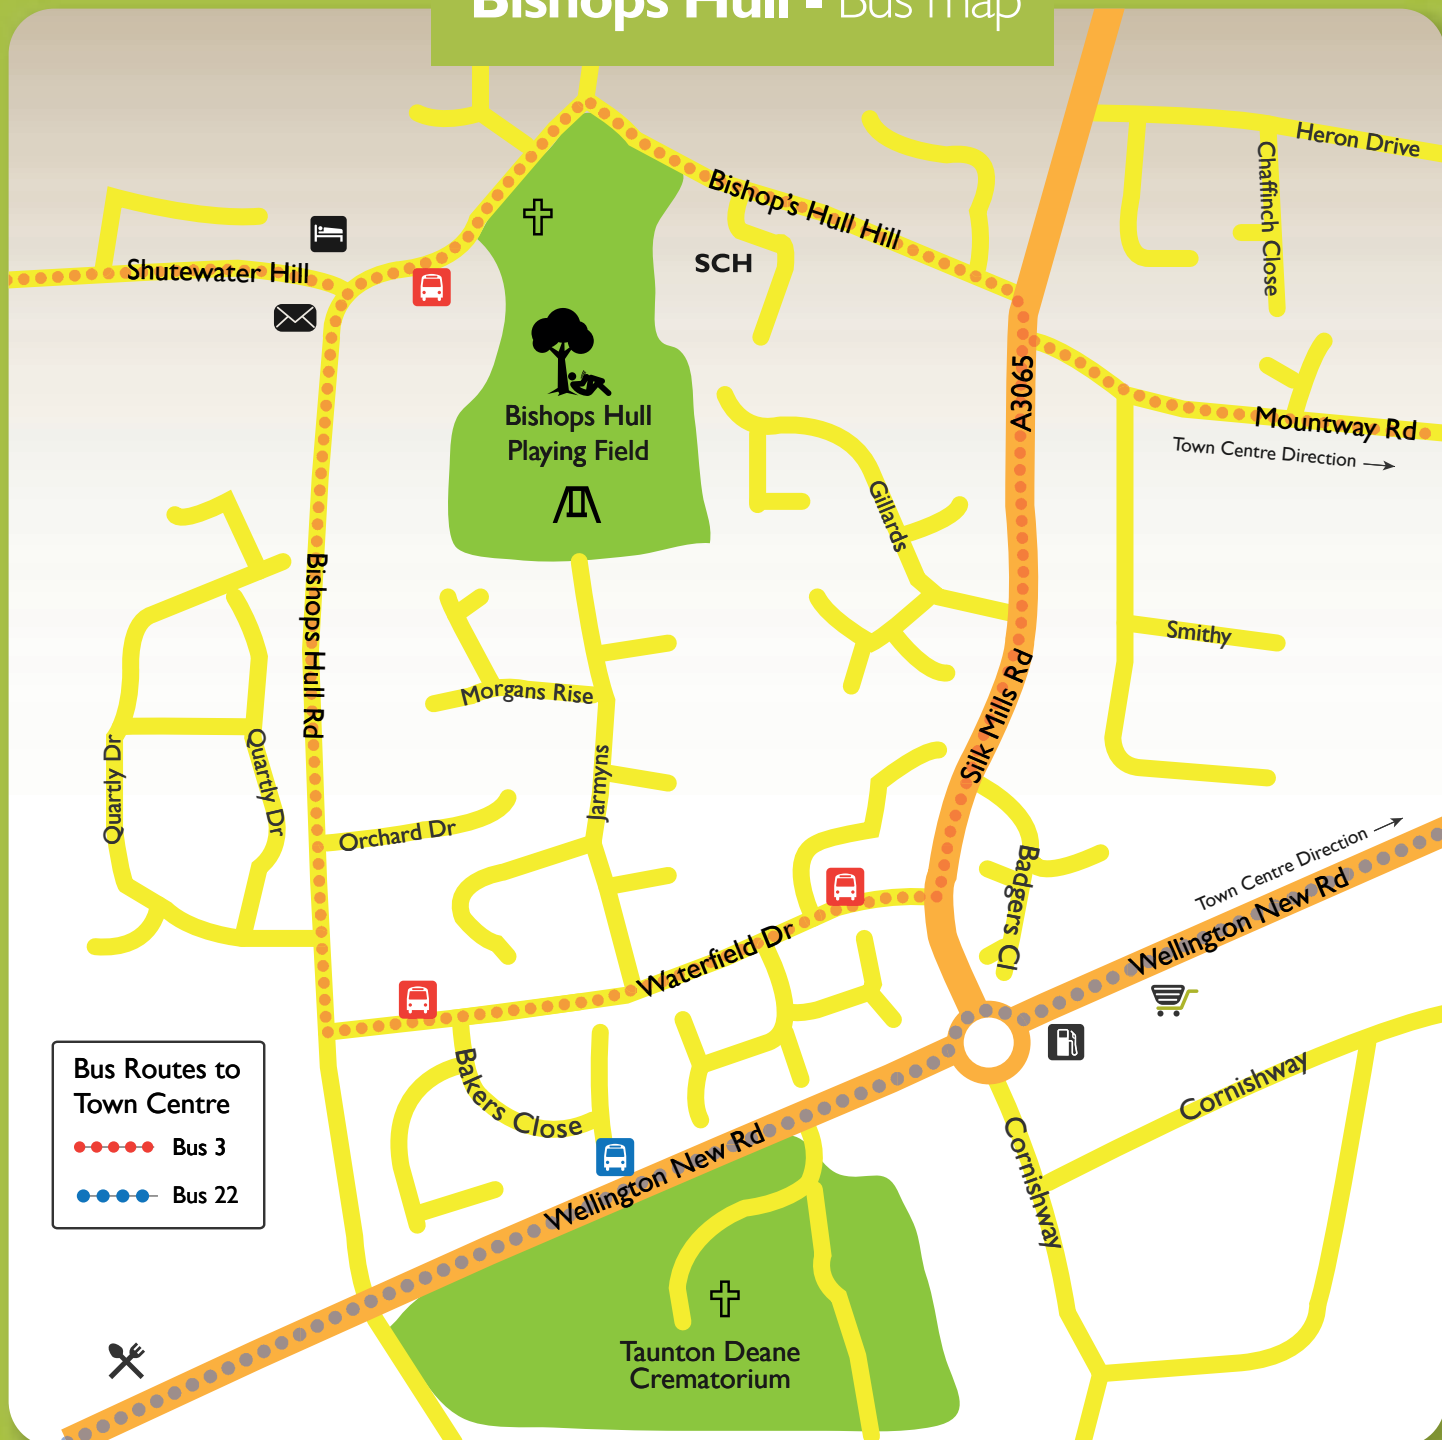 Bishops Hull - Bus map
Heron Drive
Chaffinch Close
Bishop's Hull Hill
SCH
Shutewater Hill
A3065
Mountway Rd
Town Centre Direction
Bishops Hull
Playing Field
Gillards
Bishops Hull Rd
Smithy
Morgans Rise
Silk Mills Rd
Quartly Dr
Quartly Dr
Jarmyns
Orchard Dr
Badgers Cl
Town Centre Direction
Wellington New Rd
Waterfield Dr
Bakers Close
Cornishway
Cornishway
Wellington New Rd
Bus Routes to
Town Centre
Bus 3
Bus 22
Taunton Deane
Crematorium